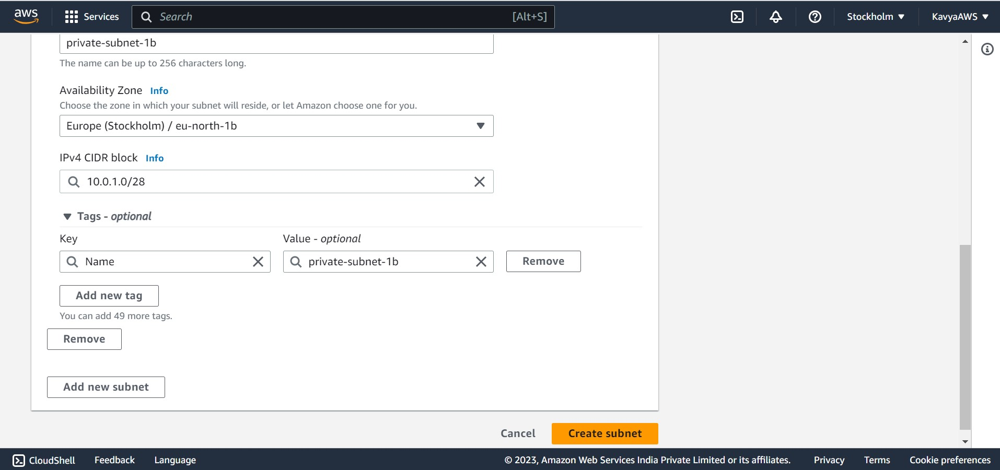 aws Services Search [Alt+S] Stockholm KavyaAWS
private-subnet-1b
The name can be up to 256 characters long.
Availability Zone Info
Choose the zone in which your subnet will reside, or let Amazon choose one for you.
Europe (Stockholm) / eu-north-1b
IPv4 CIDR block Info
10.0.1.0/28
Tags - optional
Key Value - optional
Name private-subnet-1b Remove
Add new tag
You can add 49 more tags.
Remove
Add new subnet
Cancel Create subnet
CloudShell Feedback Language © 2023, Amazon Web Services India Private Limited or its affiliates. Privacy Terms Cookie preferences